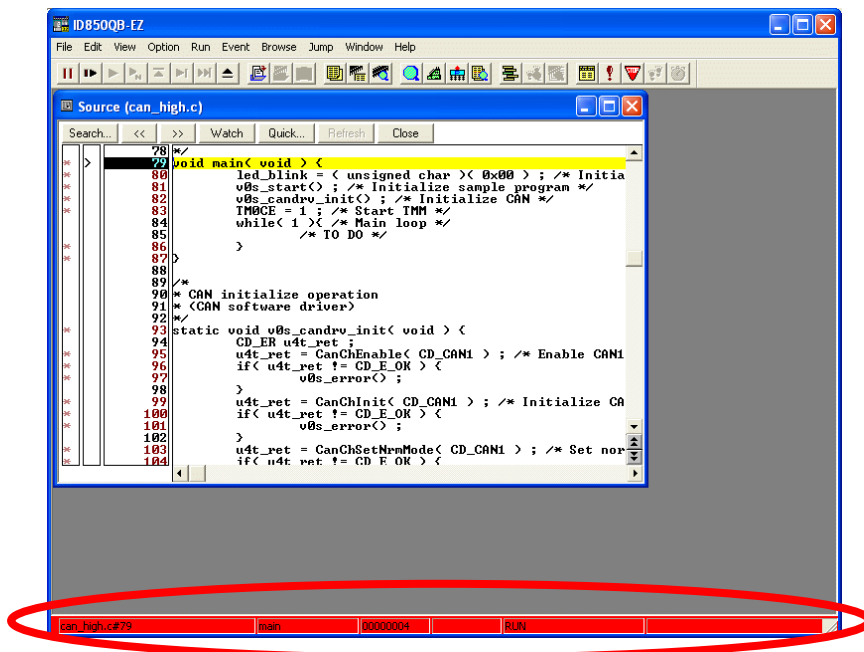 ID850QB-EZ
File Edit View Option Run Event Browse Jump Window Help
Source (can_high.c)
Search... << >> Watch Quick... Refresh Close
78 */
> 79 void main( void ) {
* 80 led_blink = ( unsigned char )( 0x00 ) ; /* Initia
* 81 v0s_start() ; /* Initialize sample program */
* 82 v0s_candrv_init() ; /* Initialize CAN */
* 83 TM0CE = 1 ; /* Start TMM */
84 while( 1 ){ /* Main loop */
85 /* TO DO */
* 86 }
* 87 }
88
89 /*
90 * CAN initialize operation
91 * (CAN software driver)
92 */
* 93 static void v0s_candrv_init( void ) {
94 CD_ER u4t_ret ;
* 95 u4t_ret = CanChEnable( CD_CAN1 ) ; /* Enable CAN1
* 96 if( u4t_ret != CD_E_OK ) {
* 97 v0s_error() ;
98 }
* 99 u4t_ret = CanChInit( CD_CAN1 ) ; /* Initialize CA
* 100 if( u4t_ret != CD_E_OK ) {
* 101 v0s_error() ;
102 }
* 103 u4t_ret = CanChSetNrmMode( CD_CAN1 ) ; /* Set nor
* 104 if( u4t_ret != CD_E_OK ) {
can_high.c#79 main 00000004 RUN